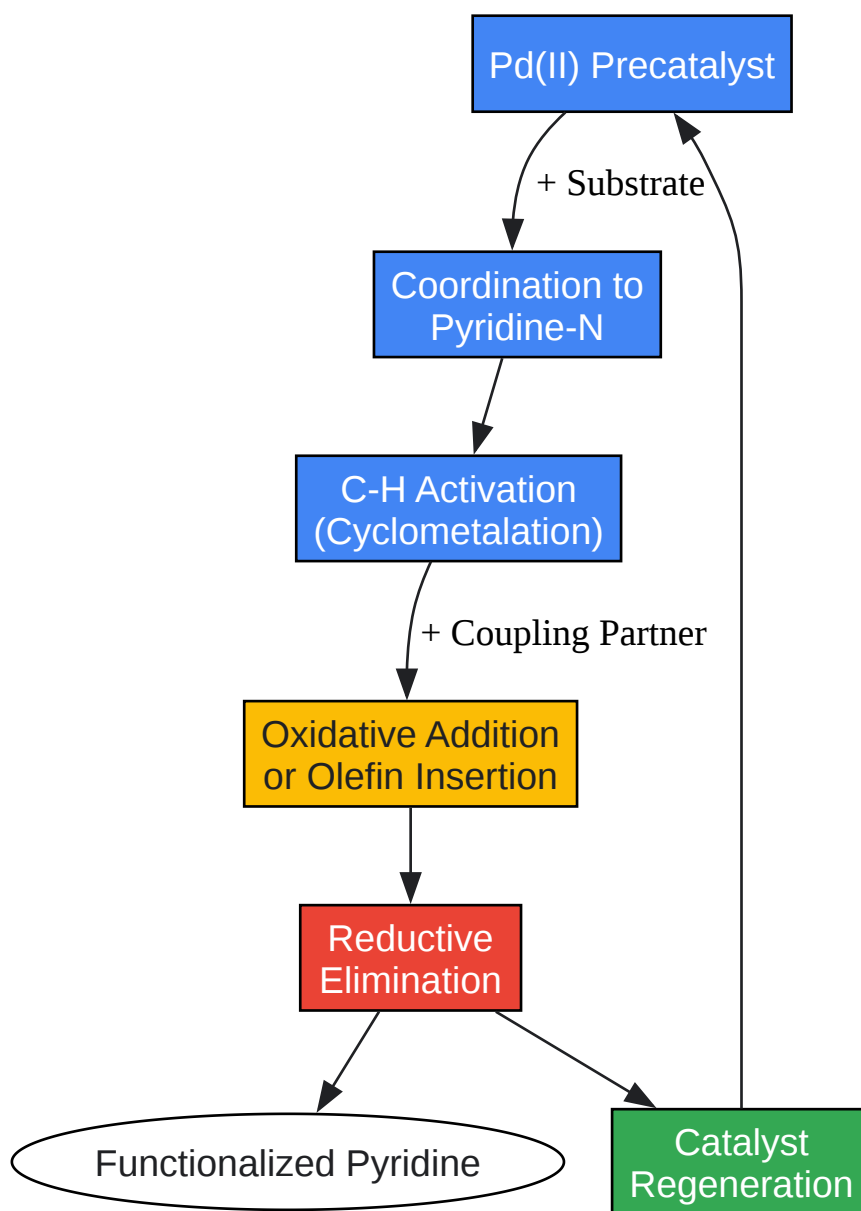 Pd(II) Precatalyst
+ Substrate
Coordination to
Pyridine-N
C-H Activation
(Cyclometalation)
+ Coupling Partner
Oxidative Addition
or Olefin Insertion
Reductive
Elimination
Functionalized Pyridine
Catalyst
Regeneration